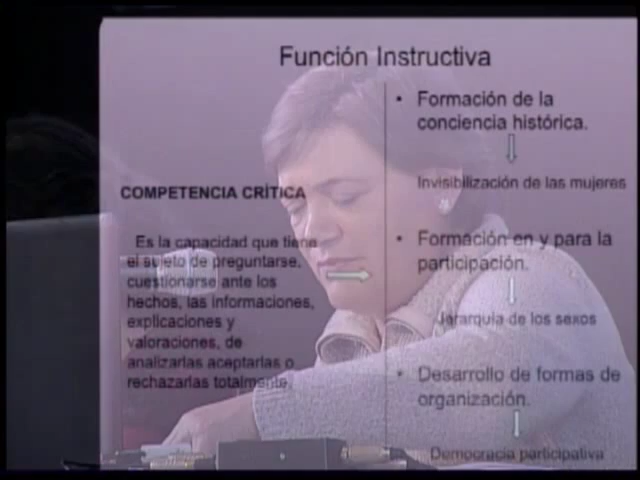 Función Instructiva
COMPETENCIA CRÍTICA
Es la capacidad que tiene
el sujeto de preguntarse,
cuestionarse ante los
hechos, las informaciones,
explicaciones y
valoraciones, de
analizarlas aceptarlas o
rechazarlas totalmente.
• Formación de la
conciencia histórica.
Invisibilización de las mujeres
• Formación en y para la
participación.
Jerarquía de los sexos
• Desarrollo de formas de
organización.
Democracia participativa